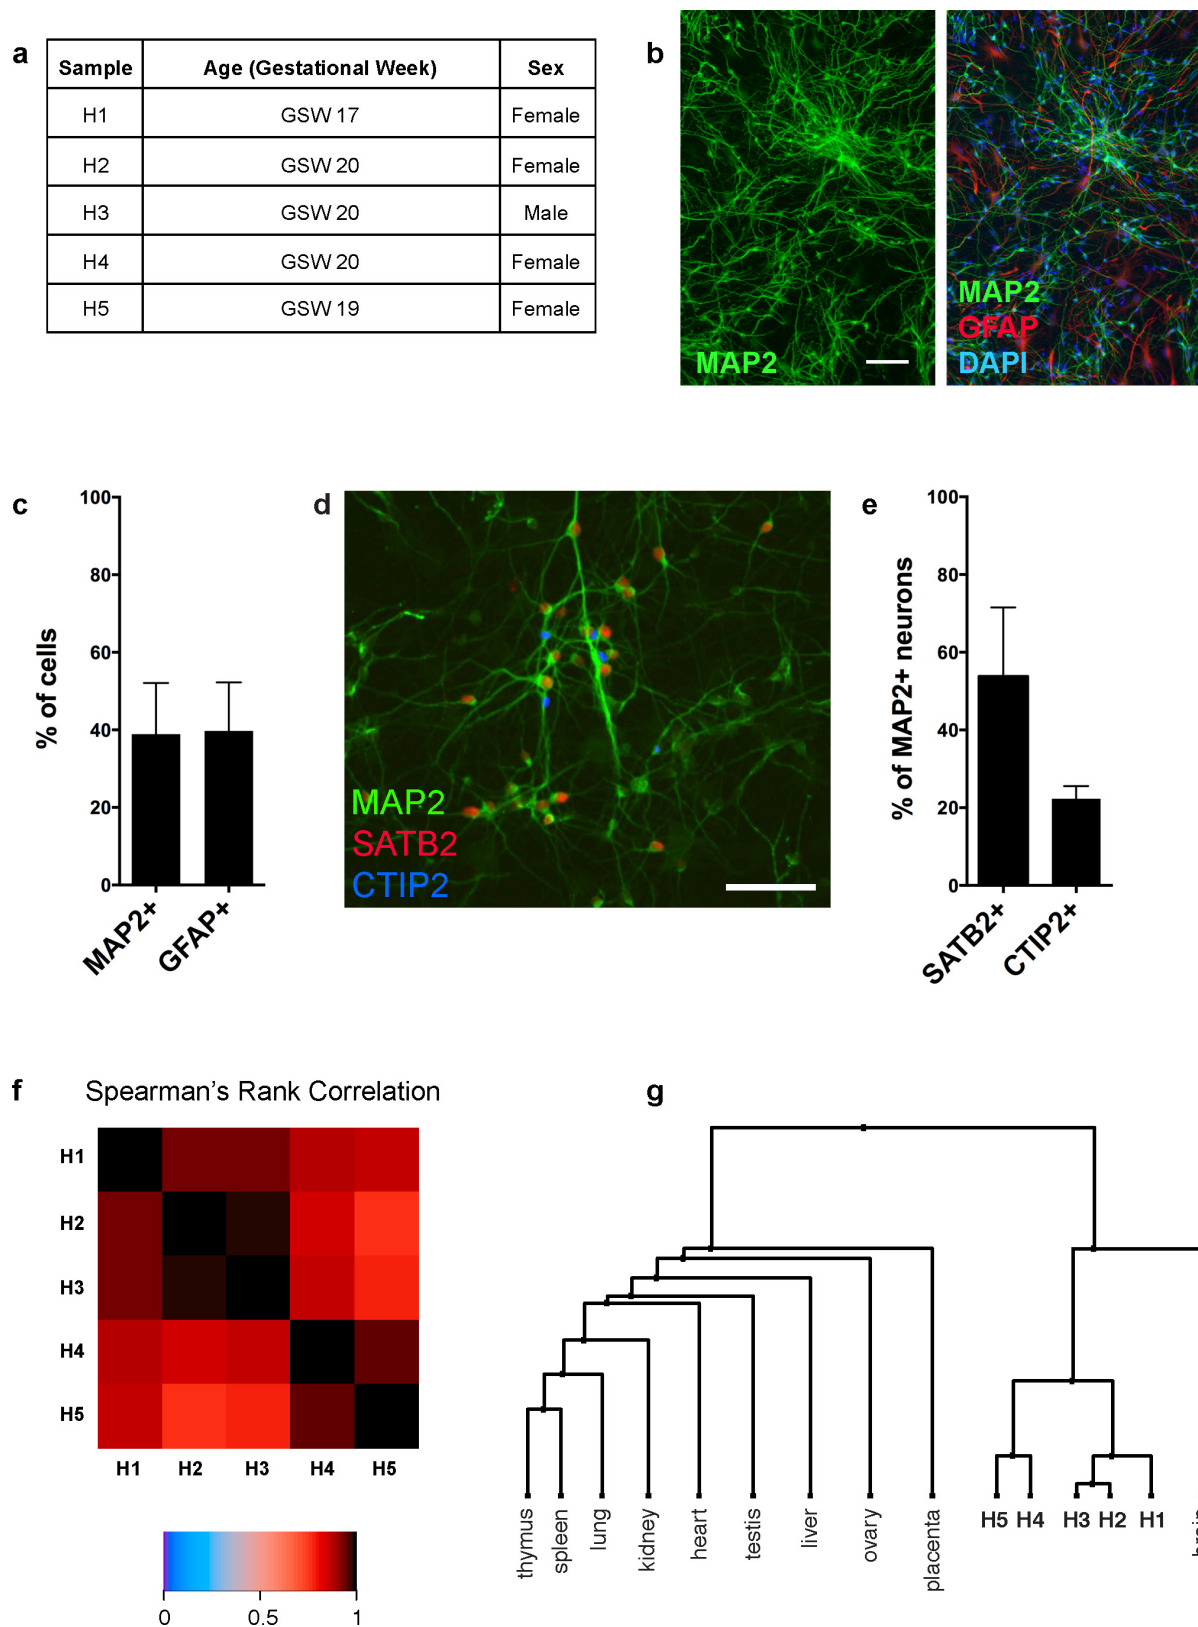 a
Sample Age (Gestational Week) Sex
H1 GSW 17 Female
H2 GSW 20 Female
H3 GSW 20 Male
H4 GSW 20 Female
H5 GSW 19 Female
b
MAP2
MAP2
GFAP
DAPI
c
% of cells
100
80
60
40
20
0
MAP2+
GFAP+
d
MAP2
SATB2
CTIP2
e
% of MAP2+ neurons
100
80
60
40
20
0
SATB2+
CTIP2+
f
Spearman's Rank Correlation
H1
H2
H3
H4
H5
H1 H2 H3 H4 H5
0 0.5 1
g
thymus
spleen
lung
kidney
heart
testis
liver
ovary
placenta
H5 H4 H3 H2 H1